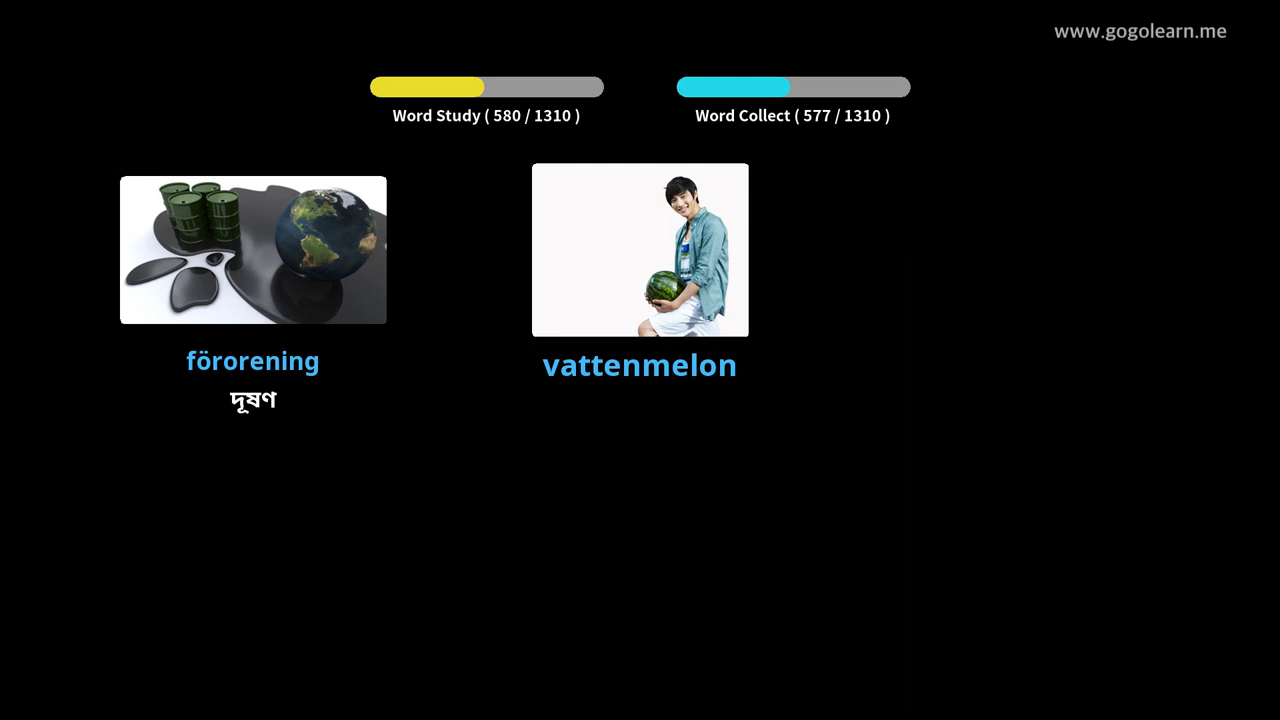 www.gogolearn.me
Word Study ( 580 / 1310 )
Word Collect ( 577 / 1310 )
förorening
দূষণ
vattenmelon